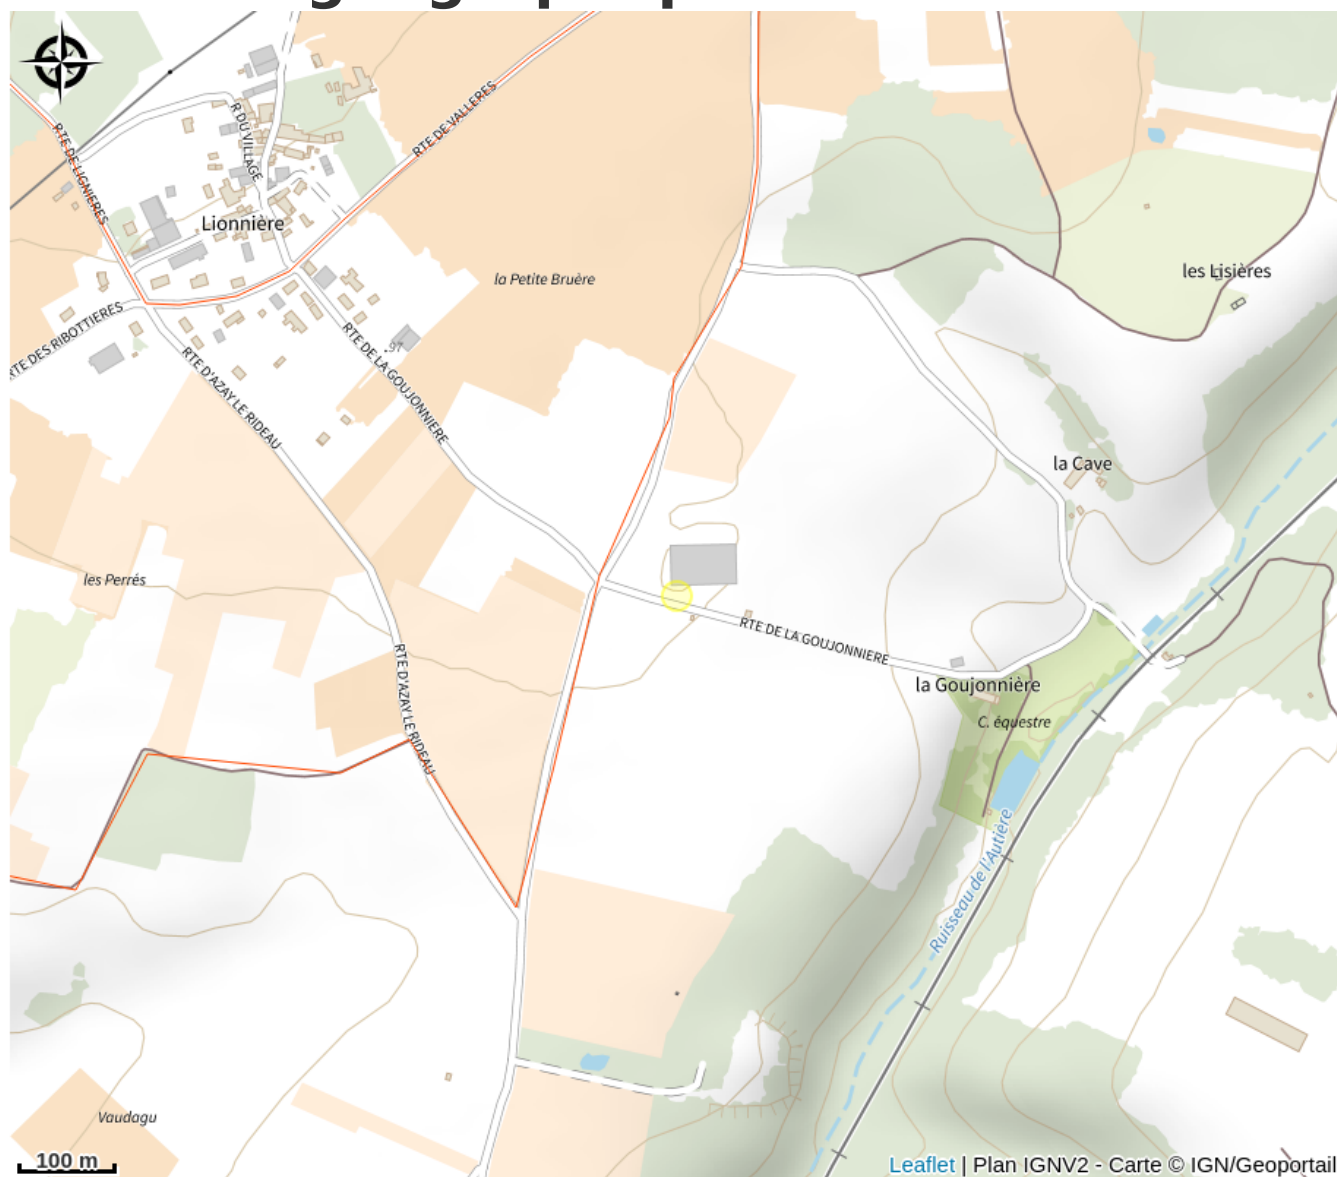 RTE DE LIGNIERES
R DU VILLAGE
RTE DE VALLERES
Lionnière
la Petite Bruère
les Lisières
RTE DES RIBOTTIERES
RTE D'AZAY LE RIDEAU
RTE DE LA GOUJONNIERE
97
la Cave
les Perrés
RTE DE LA GOUJONNIERE
RTE D'AZAY LE RIDEAU
la Goujonnière
C. équestre
Ruisseau de l'Autière
Vaudagu
100 m
Leaflet | Plan IGNV2 - Carte © IGN/Geoportail